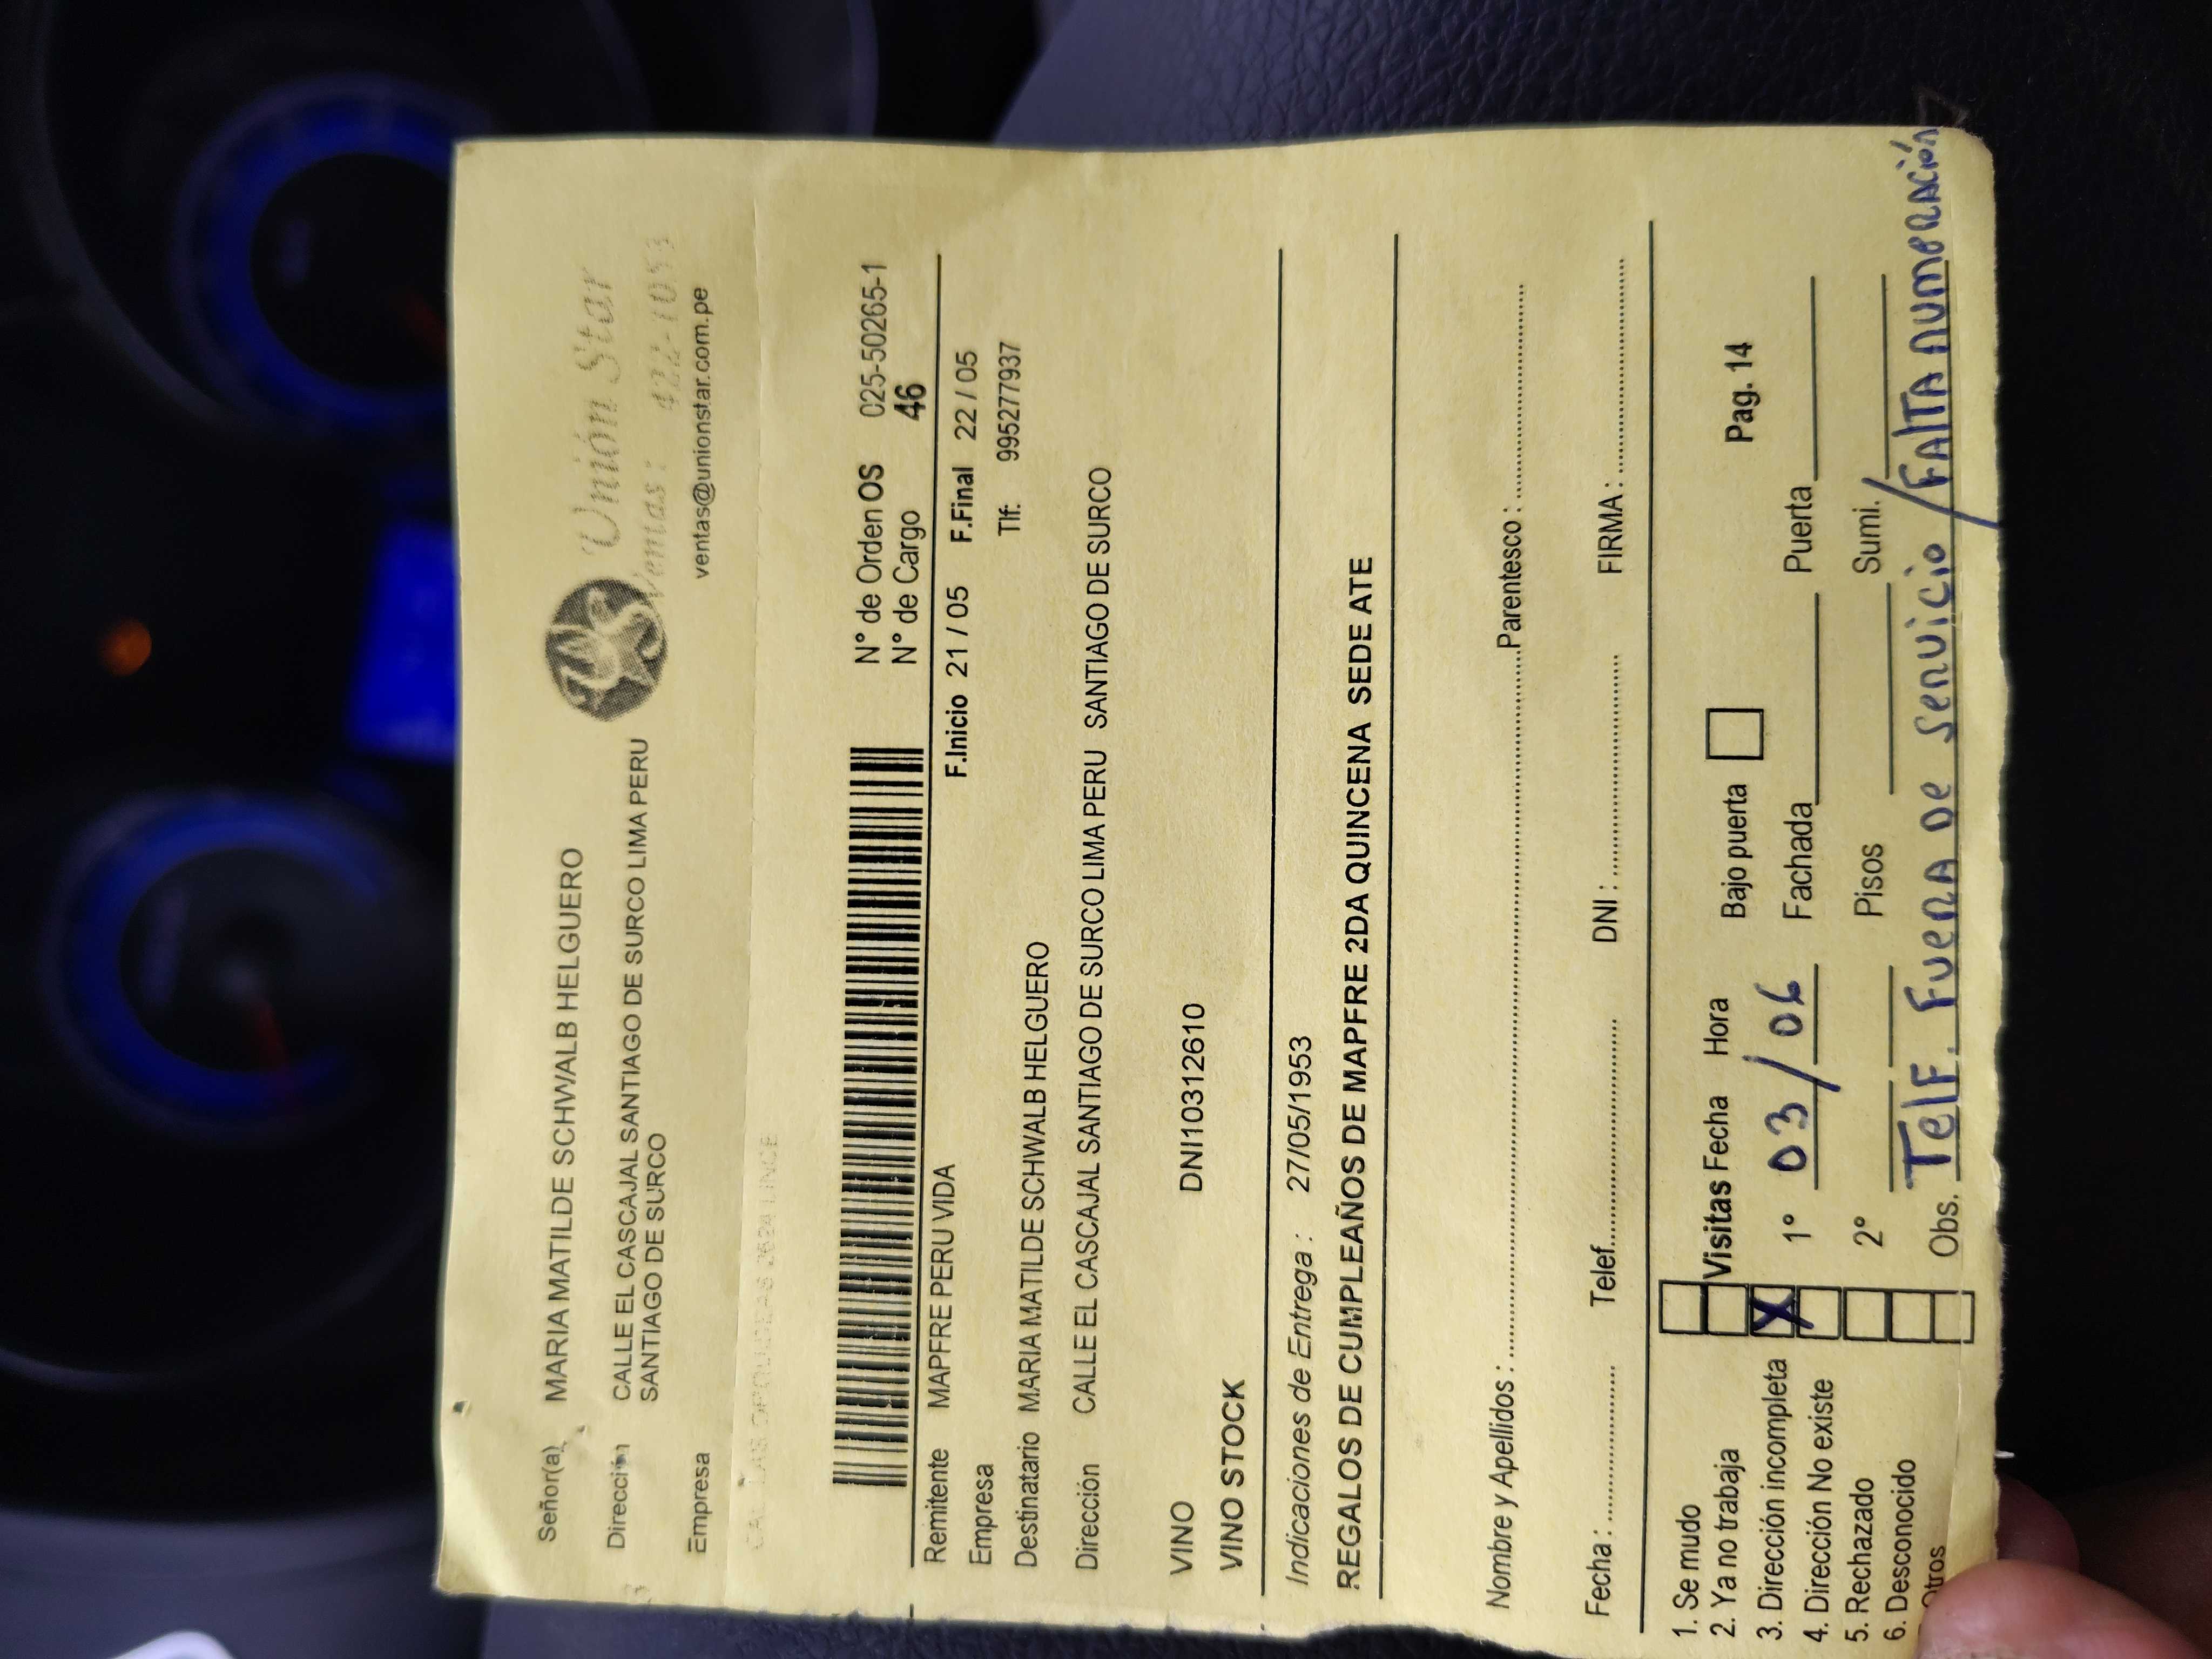 Señor(a) MARIA MATILDE SCHWALB HELGUERO
Unión Star
Dirección CALLE EL CASCAJAL SANTIAGO DE SURCO LIMA PERU
SANTIAGO DE SURCO
Ventas: 422-1053
Empresa
ventas@unionstar.com.pe
N° de Orden OS 025-50265-1
N° de Cargo 46
Remitente MAPFRE PERU VIDA
F.Inicio 21 / 05 F.Final 22 / 05
Empresa
Tlf: 995277937
Destinatario MARIA MATILDE SCHWALB HELGUERO
Dirección CALLE EL CASCAJAL SANTIAGO DE SURCO LIMA PERU SANTIAGO DE SURCO
VINO DNI10312610
VINO STOCK
Indicaciones de Entrega : 27/05/1953
REGALOS DE CUMPLEAÑOS DE MAPFRE 2DA QUINCENA SEDE ATE
Nombre y Apellidos : Parentesco :
Fecha : Telef. DNI : FIRMA :
1. Se mudo
2. Ya no trabaja
3. Dirección incompleta X
4. Dirección No existe
5. Rechazado
6. Desconocido
Otros
Visitas Fecha Hora Bajo puerta Pag. 14
1° 03/06 Fachada Puerta
2° Pisos Sumi.
Obs. Telf. Fuera De Servicio / Falta numeración